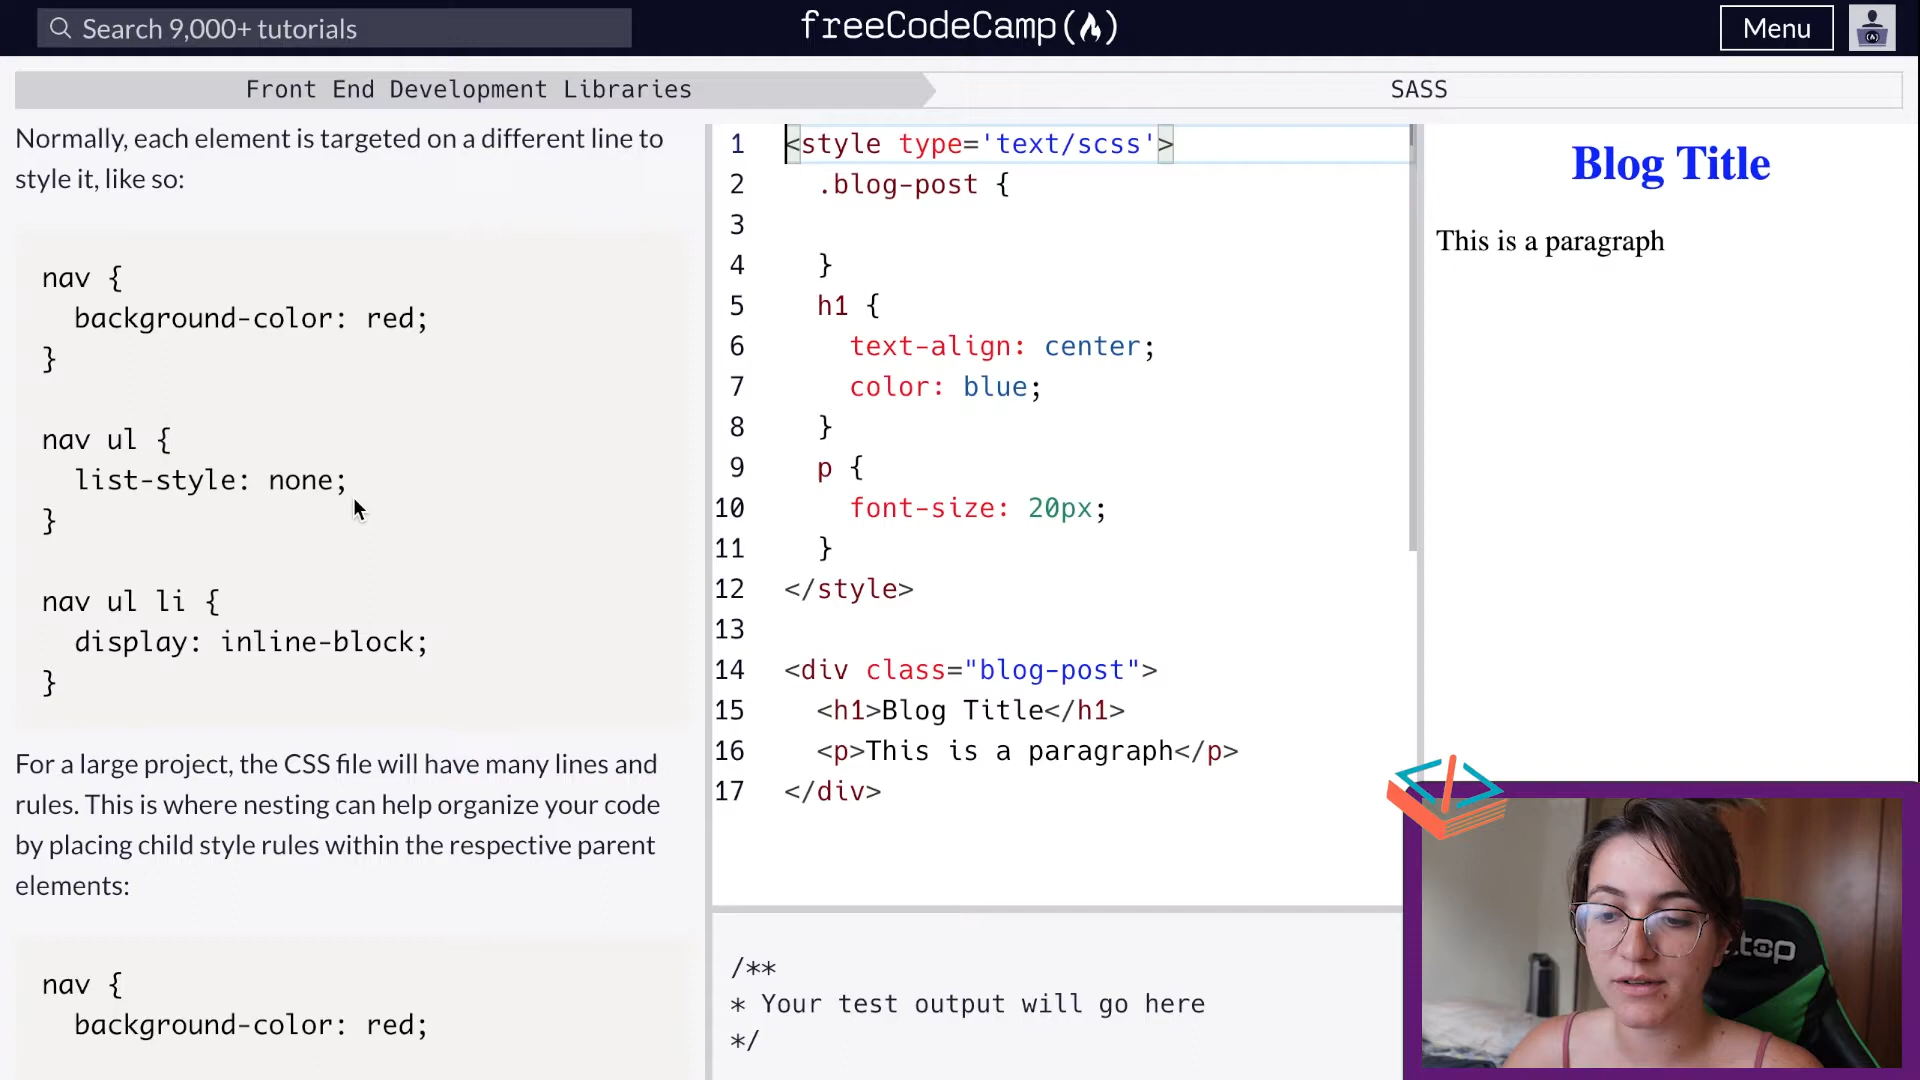 Search 9,000+ tutorials
freeCodeCamp
Menu
Front End Development Libraries
SASS
Normally, each element is targeted on a different line to
style it, like so:
nav {
  background-color: red;
}
nav ul {
  list-style: none;
}
nav ul li {
  display: inline-block;
}
For a large project, the CSS file will have many lines and
rules. This is where nesting can help organize your code
by placing child style rules within the respective parent
elements:
nav {
  background-color: red;
1 <style type='text/scss'>
2   .blog-post {
3
4   }
5   h1 {
6     text-align: center;
7     color: blue;
8   }
9   p {
10     font-size: 20px;
11   }
12 </style>
13
14 <div class="blog-post">
15   <h1>Blog Title</h1>
16   <p>This is a paragraph</p>
17 </div>
/**
* Your test output will go here
*/
Blog Title
This is a paragraph